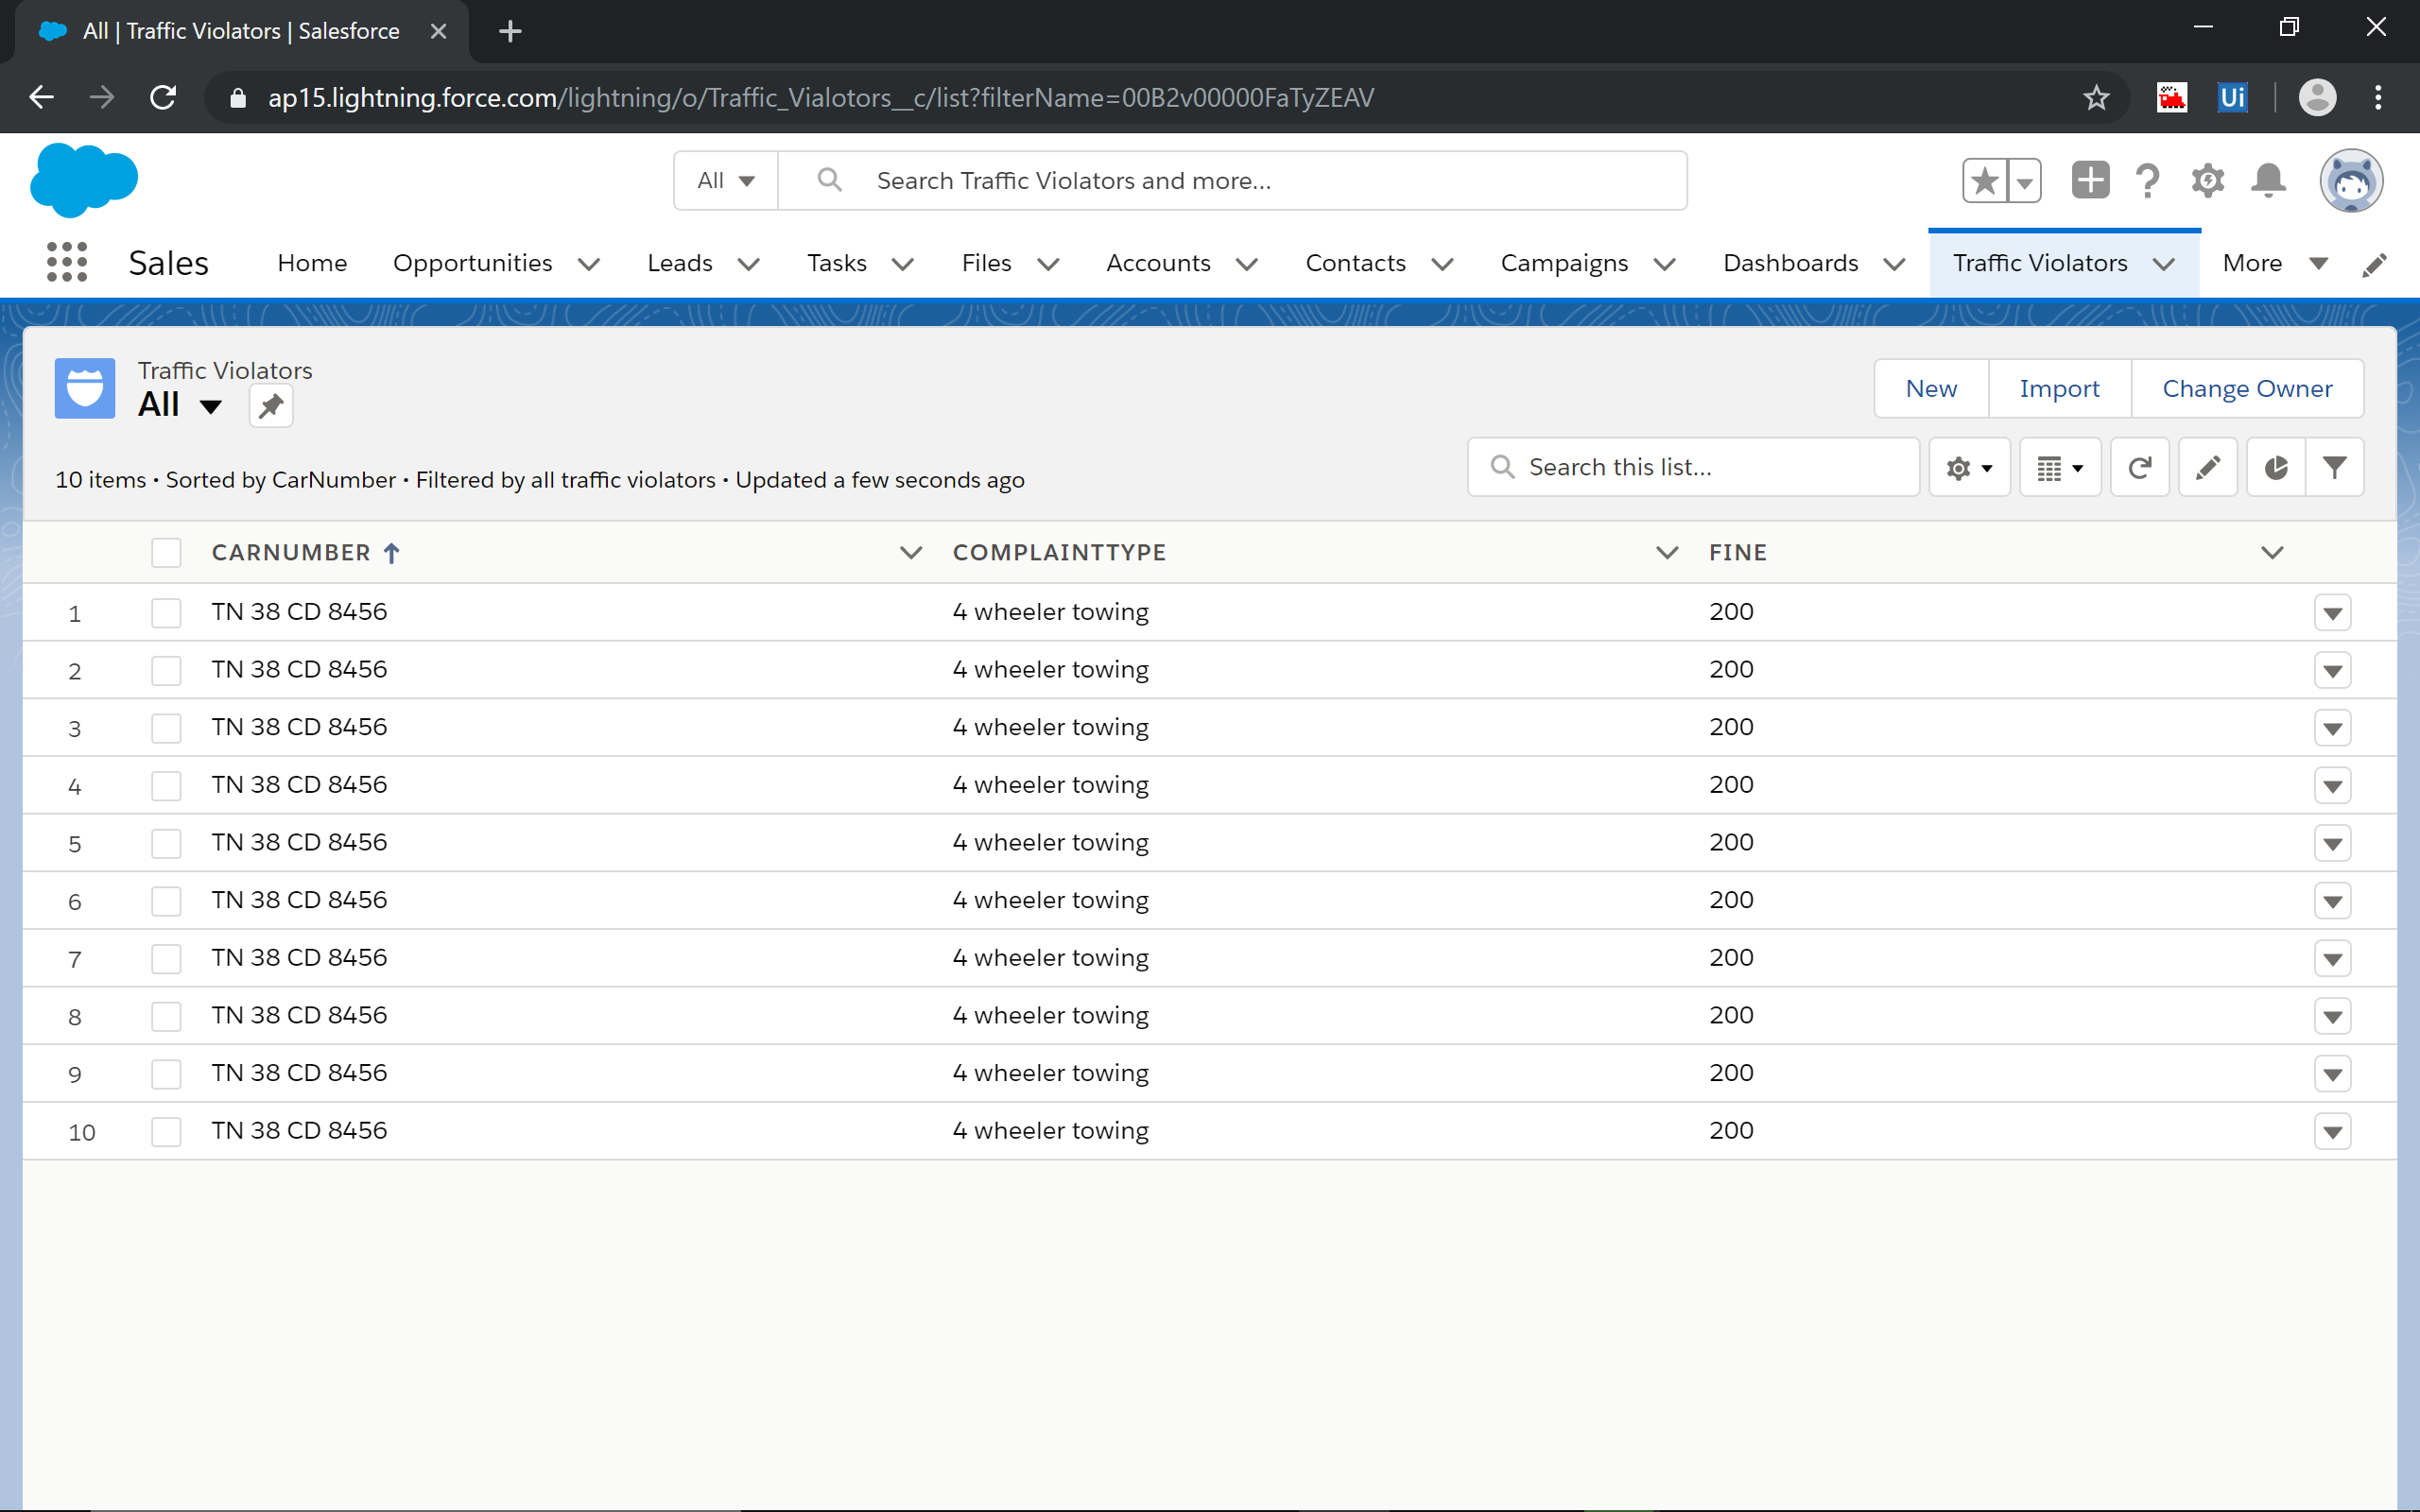 All | Traffic Violators | Salesforce
ap15.lightning.force.com/lightning/o/Traffic_Vialotors__c/list?filterName=00B2v00000FaTyZEAV
Ui
All
Search Traffic Violators and more...
Sales
Home
Opportunities
Leads
Tasks
Files
Accounts
Contacts
Campaigns
Dashboards
Traffic Violators
More
Traffic Violators
All
New
Import
Change Owner
10 items • Sorted by CarNumber • Filtered by all traffic violators • Updated a few seconds ago
Search this list...
CARNUMBER COMPLAINTTYPE FINE
1 TN 38 CD 8456 4 wheeler towing 200
2 TN 38 CD 8456 4 wheeler towing 200
3 TN 38 CD 8456 4 wheeler towing 200
4 TN 38 CD 8456 4 wheeler towing 200
5 TN 38 CD 8456 4 wheeler towing 200
6 TN 38 CD 8456 4 wheeler towing 200
7 TN 38 CD 8456 4 wheeler towing 200
8 TN 38 CD 8456 4 wheeler towing 200
9 TN 38 CD 8456 4 wheeler towing 200
10 TN 38 CD 8456 4 wheeler towing 200